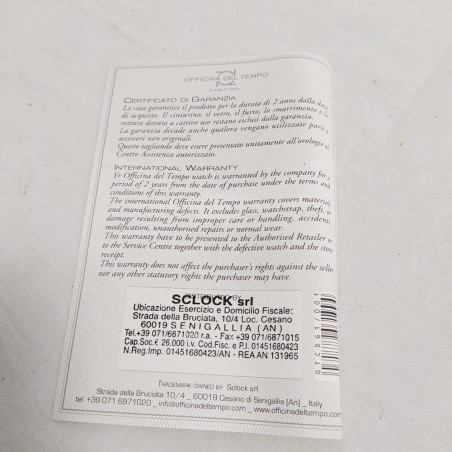 OFFICINA DEL TEMPO
CERTIFICATO DI GARANZIA
La casa garantisce il prodotto per la durata di 2 anni dalla data
di acquisto. Il cinturino, il vetro, il furto, lo smarrimento o la
rottura dovuta a cattivo uso restano esclusi dalla garanzia.
La garanzia decade anche qualora vengano utilizzate parti o
accessori non originali.
Questo tagliando deve essere presentato unitamente all'orologio al
Centro Assistenza autorizzato.
INTERNATIONAL WARRANTY
Ye Officina del Tempo watch is warranted by the company for a
period of 2 years from the date of purchase under the terms and
conditions of this warranty.
The international Officina del Tempo warranty covers material
and manufacturing defects. It excludes glass, watchstrap, theft,
damage resulting from improper care or handling, accidents,
modification, unauthorised repairs or normal wear.
This warranty have to be presented to the Authorised Retailer
to the Service Centre together with the defective watch and the
receipt.
This warranty does not affect the purchaser's rights against the seller
nor any other statutory rights the purchaser may have.
SCLOCK srl
Ubicazione Esercizio e Domicilio Fiscale:
Strada della Bruciata, 10/4 Loc. Cesano
60019 SENIGALLIA (AN)
Tel.+39 071/6871020 r.a. - Fax +39 071/6871015
Cap.Soc.€ 26.000 i.v. Cod.Fisc. e P.I. 01451680423
N.Reg.Imp. 01451680423/AN - REA AN 131965
OTCDGT/001
TRADEMARK OWNED BY Sclock srl
Strada della Bruciata 10/4 _ 60019 Cesano di Senigallia [An] _ Italy
tel +39 071 6871020 _ info@officinadeltempo.com _ www.officinadeltempo.com